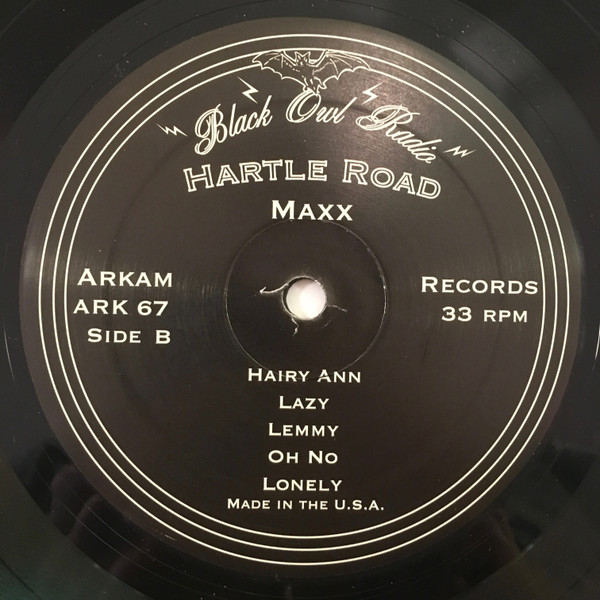 Black Owl Radio
HARTLE ROAD
MAXX
ARKAM
ARK 67
SIDE B
RECORDS
33 RPM
HAIRY ANN
LAZY
LEMMY
OH NO
LONELY
MADE IN THE U.S.A.